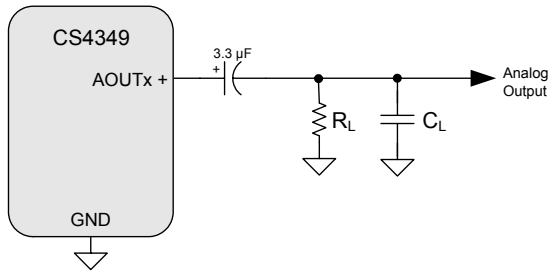 CS4349
3.3 µF
+
AOUTx +
Analog
Output
RL
CL
GND